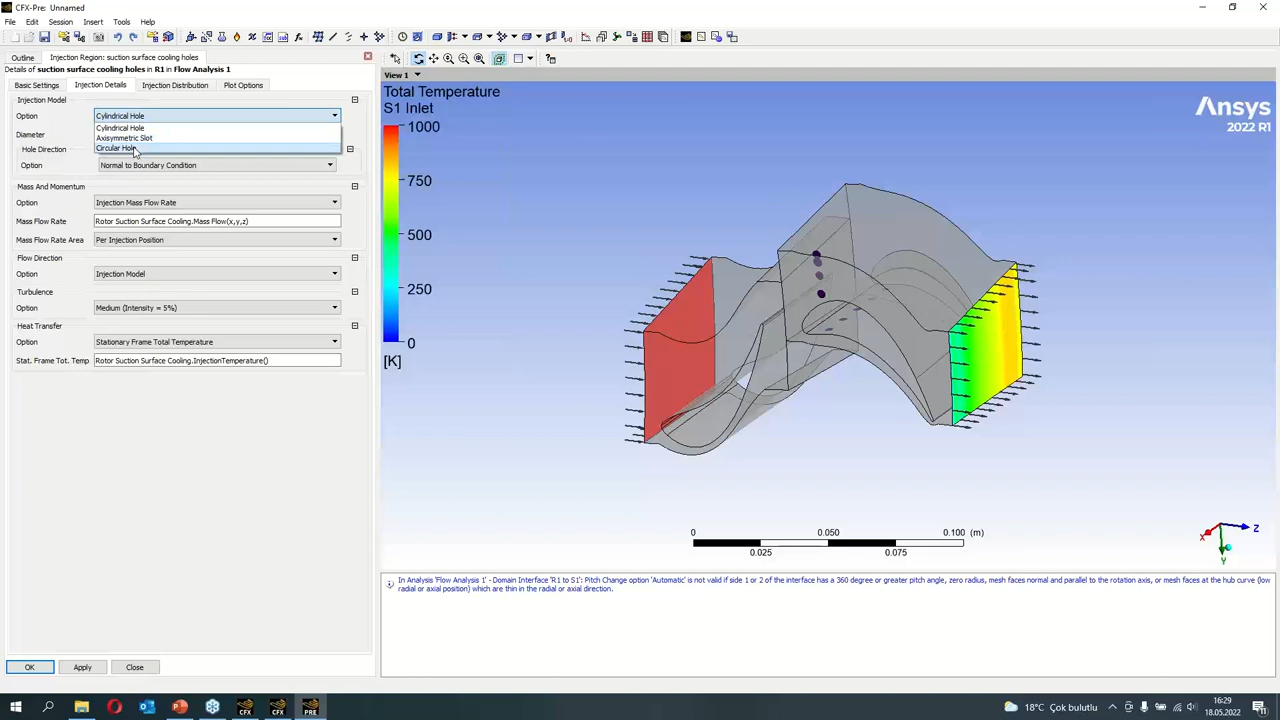 CFX-Pre: Unnamed
File Edit Session Insert Tools Help
Outline Injection Region: suction surface cooling holes
Details of suction surface cooling holes in R1 in Flow Analysis 1
Basic Settings Injection Details Injection Distribution Plot Options
Injection Model
Option Cylindrical Hole
Cylindrical Hole
Axisymmetric Slot
Circular Hole
Diameter
Hole Direction
Option Normal to Boundary Condition
Mass And Momentum
Option Injection Mass Flow Rate
Mass Flow Rate Rotor Suction Surface Cooling.Mass Flow(x,y,z)
Mass Flow Rate Area Per Injection Position
Flow Direction
Option Injection Model
Turbulence
Option Medium (Intensity = 5%)
Heat Transfer
Option Stationary Frame Total Temperature
Stat. Frame Tot. Temp Rotor Suction Surface Cooling.InjectionTemperature()
OK Apply Close
View 1
Total Temperature
S1 Inlet
1000
750
500
250
0
[K]
Ansys
2022 R1
0 0.050 0.100 (m)
0.025 0.075
X Y Z
In Analysis 'Flow Analysis 1' - Domain Interface 'R1 to S1': Pitch Change option 'Automatic' is not valid if side 1 or 2 of the interface has a 360 degree or greater pitch angle, zero radius, mesh faces normal and parallel to the rotation axis, or mesh faces at the hub curve (low
radial or axial position) which are thin in the radial or axial direction.
CFX CFX PRE
18°C Çok bulutlu
16:29
18.05.2022